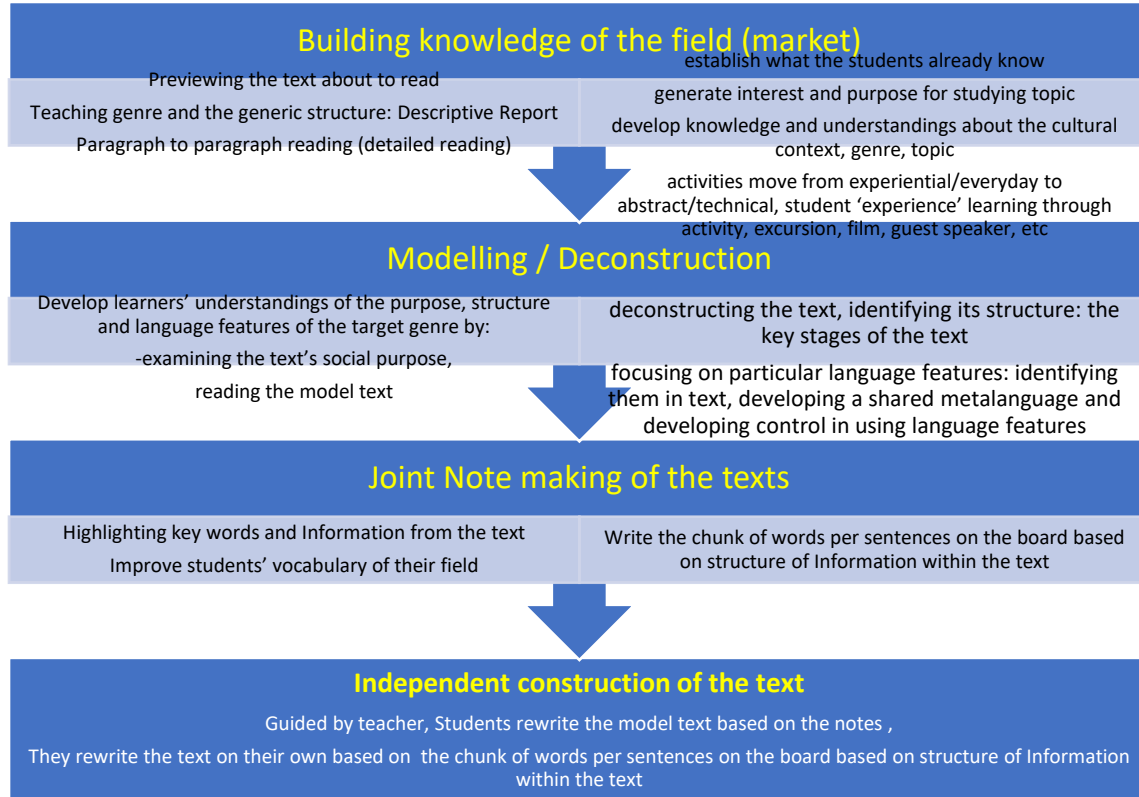 Building knowledge of the field (market)
Previewing the text about to read
Teaching genre and the generic structure: Descriptive Report
Paragraph to paragraph reading (detailed reading)
establish what the students already know
generate interest and purpose for studying topic
develop knowledge and understandings about the cultural
context, genre, topic
activities move from experiential/everyday to
abstract/technical, student ‘experience’ learning through
activity, excursion, film, guest speaker, etc
Modelling / Deconstruction
Develop learners’ understandings of the purpose, structure
and language features of the target genre by:
-examining the text’s social purpose,
reading the model text
deconstructing the text, identifying its structure: the
key stages of the text
focusing on particular language features: identifying
them in text, developing a shared metalanguage and
developing control in using language features
Joint Note making of the texts
Highlighting key words and Information from the text
Improve students’ vocabulary of their field
Write the chunk of words per sentences on the board based
on structure of Information within the text
Independent construction of the text
Guided by teacher, Students rewrite the model text based on the notes ,
They rewrite the text on their own based on the chunk of words per sentences on the board based on structure of Information
within the text